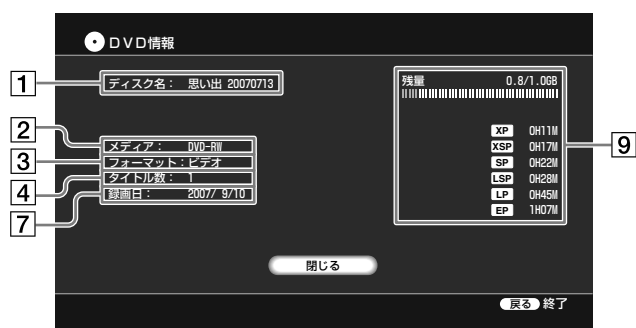 DVD情報
1
ディスク名： 思い出 20070713
2
メディア： DVD-RW
3
フォーマット：ビデオ
4
タイトル数： 1
7
録画日： 2007/ 9/10
残量 0.8/1.0GB
XP 0H11M
XSP 0H17M
SP 0H22M
LSP 0H28M
LP 0H45M
EP 1H07M
9
閉じる
戻る 終了